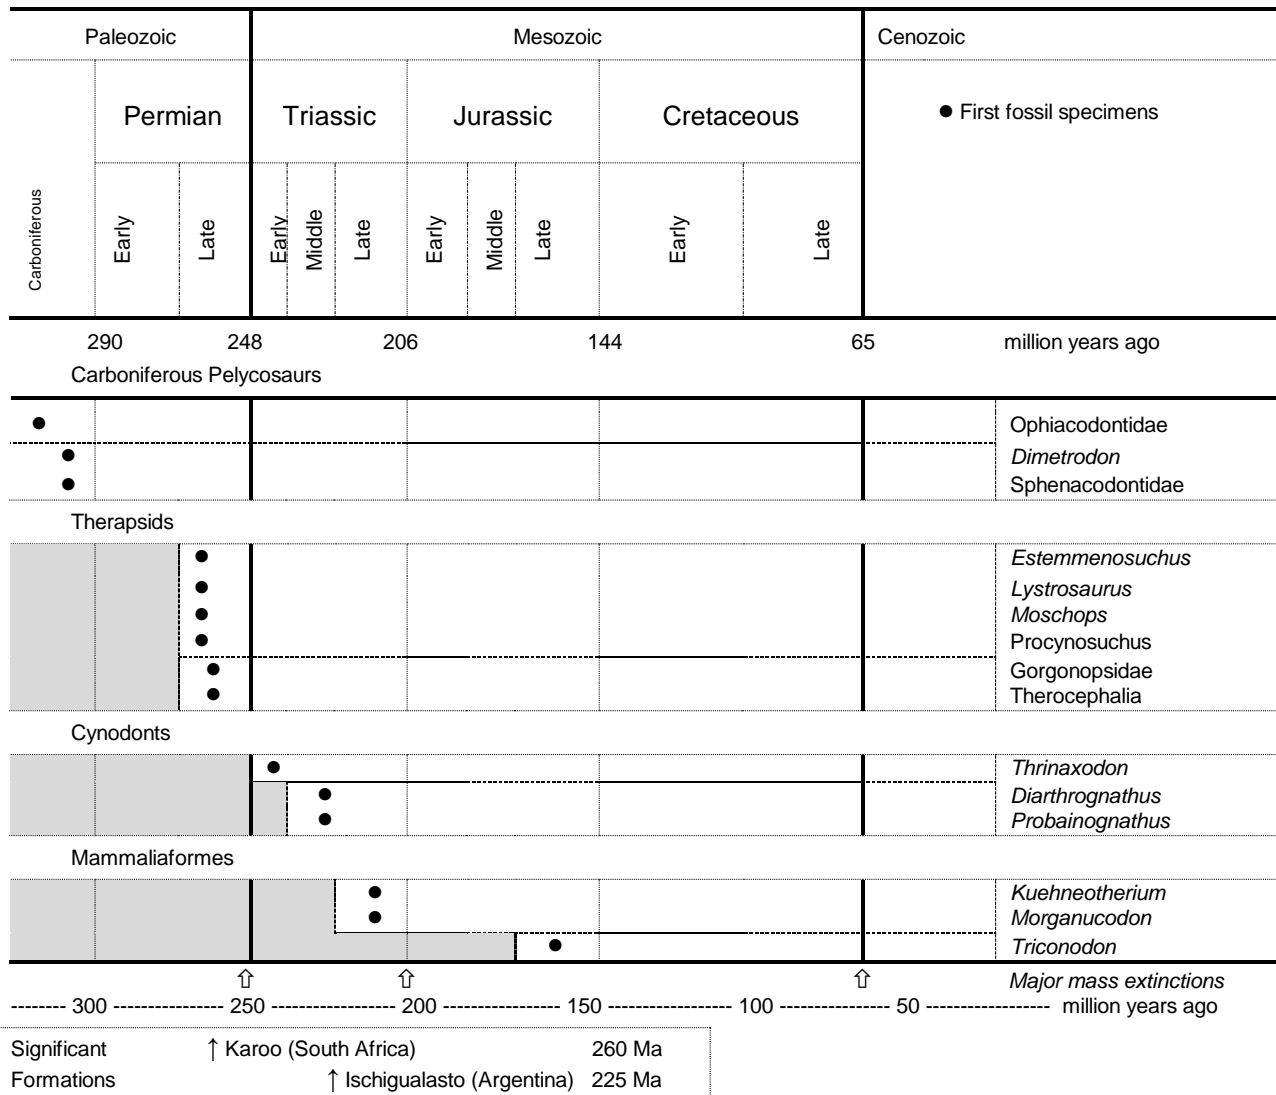 Paleozoic Mesozoic Cenozoic
Carboniferous Permian Triassic Jurassic Cretaceous ● First fossil specimens
Early Late Early Middle Late Early Middle Late Early Late
290 248 206 144 65 million years ago
Carboniferous Pelycosaurs
Ophiacodontidae
Dimetrodon
Sphenacodontidae
Therapsids
Estemmenosuchus
Lystrosaurus
Moschops
Procynosuchus
Gorgonopsidae
Therocephalia
Cynodonts
Thrinaxodon
Diarthrognathus
Probainognathus
Mammaliaformes
Kuehneotherium
Morganucodon
Triconodon
⇧ ⇧ ⇧ Major mass extinctions
------- 300 -------------- 250 -------------- 200 -------------- 150 -------------- 100 ------------- 50 -------------------- million years ago
Significant ↑ Karoo (South Africa) 260 Ma
Formations ↑ Ischigualasto (Argentina) 225 Ma